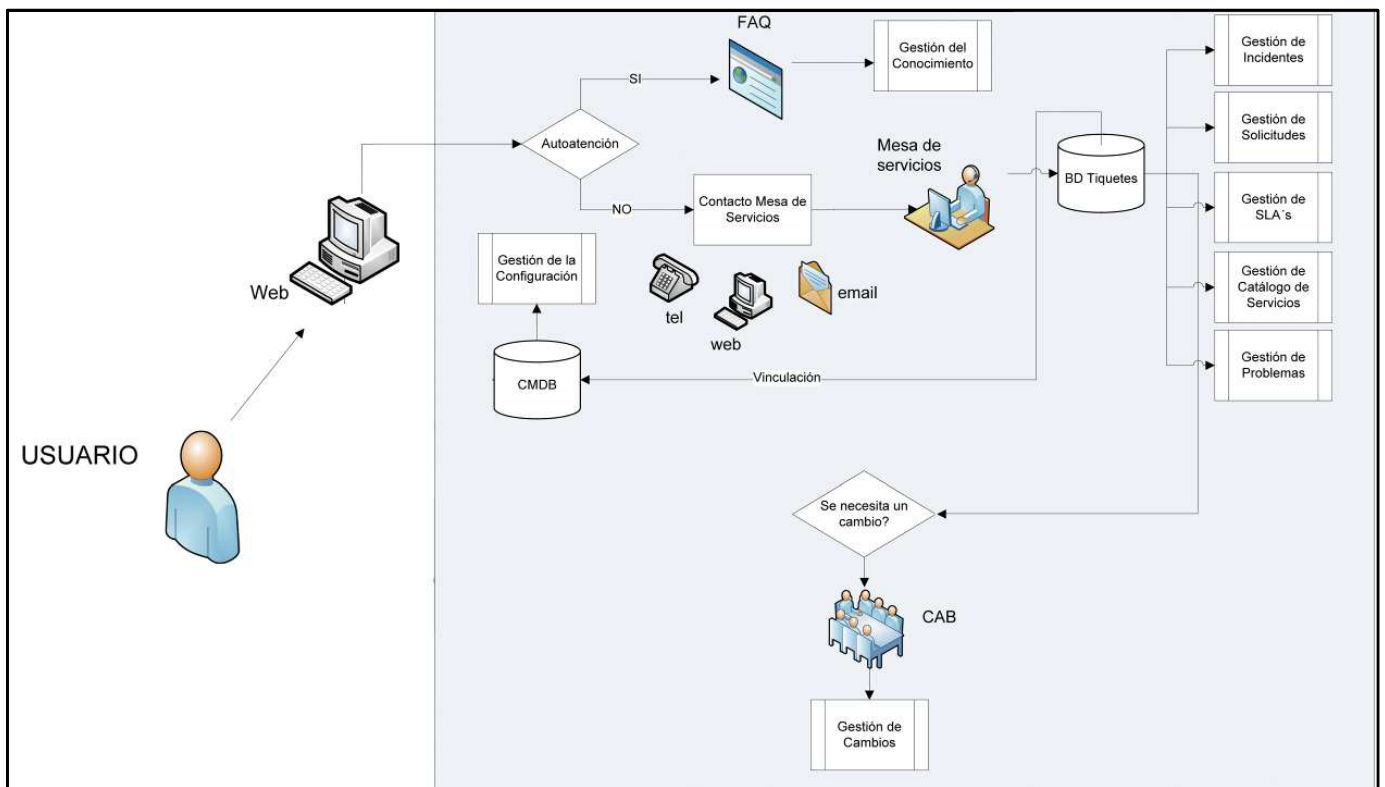 FAQ
Gestión del
Conocimiento
Gestión de
Incidentes
SI
Autoatención
Mesa de
servicios
Gestión de
Solicitudes
BD Tiquetes
NO
Contacto Mesa de
Servicios
Gestión de
SLA´s
Gestión de la
Configuración
Web
tel
web
email
Gestión de
Catálogo de
Servicios
CMDB
Vinculación
Gestión de
Problemas
USUARIO
Se necesita un
cambio?
CAB
Gestión de
Cambios